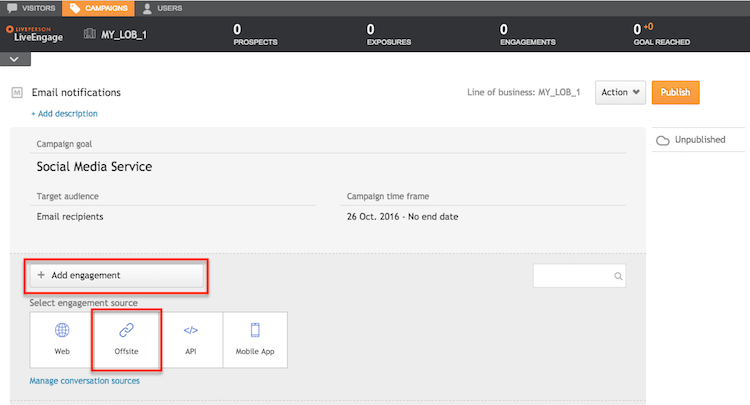 VISITORS CAMPAIGNS USERS
LIVEPERSON
LiveEngage
MY_LOB_1
0 0 0 0 +0
PROSPECTS EXPOSURES ENGAGEMENTS GOAL REACHED
M Email notifications Line of business: MY_LOB_1 Action Publish
+ Add description
Unpublished
Campaign goal
Social Media Service
Target audience Campaign time frame
Email recipients 26 Oct. 2016 - No end date
+ Add engagement
Select engagement source
</>
Web Offsite API Mobile App
Manage conversation sources